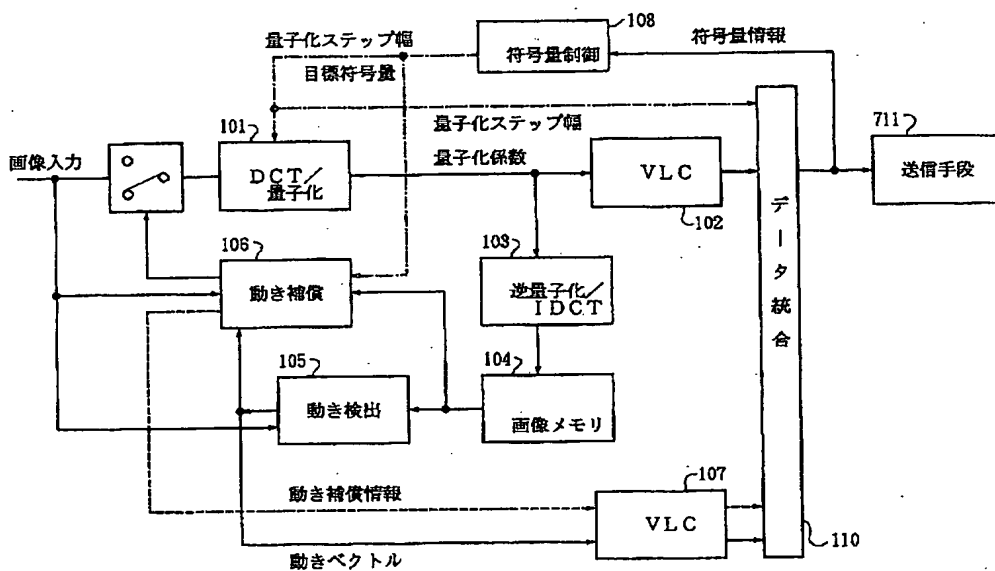 108
符号量制御
符号量情報
量子化ステップ幅
目標符号量
711
送信手段
101
DCT/
量子化
量子化ステップ幅
量子化係数
画像入力
VLC
102
データ統合
106
動き補償
103
逆量子化/
IDCT
105
動き検出
104
画像メモリ
107
VLC
動き補償情報
動きベクトル
110